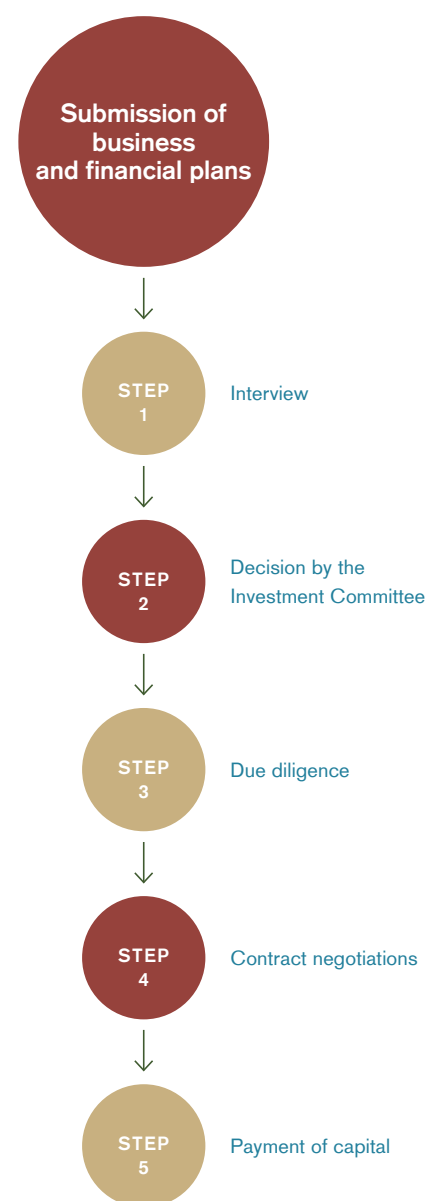 Submission of
business
and financial plans
STEP
1
Interview
STEP
2
Decision by the
Investment Committee
STEP
3
Due diligence
STEP
4
Contract negotiations
STEP
5
Payment of capital